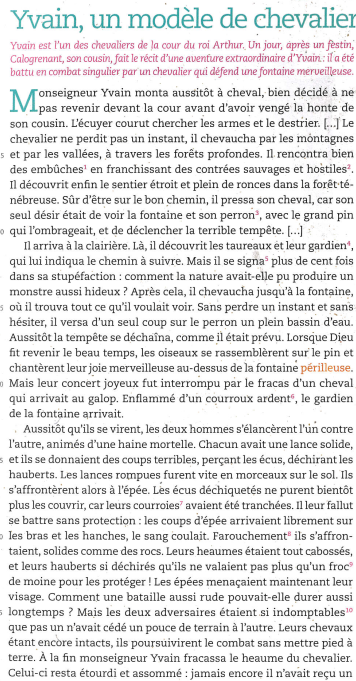 Yvain, un modèle de chevalier
Yvain est l'un des chevaliers de la cour du roi Arthur. Un jour, après un festin,
Calogrenant, son cousin, fait le récit d'une aventure extraordinaire d'Yvain : il a été
battu en combat singulier par un chevalier qui défend une fontaine merveilleuse.
Monseigneur Yvain monta aussitôt à cheval, bien décidé à ne
pas revenir devant la cour avant d'avoir vengé la honte de
son cousin. L'écuyer courut chercher les armes et le destrier. [...] Le
chevalier ne perdit pas un instant, il chevaucha par les montagnes
5 et par les vallées, à travers les forêts profondes. Il rencontra bien
des embûches1 en franchissant des contrées sauvages et hostiles2.
Il découvrit enfin le sentier étroit et plein de ronces dans la forêt té-
nébreuse. Sûr d'être sur le bon chemin, il pressa son cheval, car son
seul désir était de voir la fontaine et son perron3, avec le grand pin
0 qui l'ombrageait, et de déclencher la terrible tempête. [...]
Il arriva à la clairière. Là, il découvrit les taureaux et leur gardien4,
qui lui indiqua le chemin à suivre. Mais il se signa5 plus de cent fois
dans sa stupéfaction : comment la nature avait-elle pu produire un
monstre aussi hideux ? Après cela, il chevaucha jusqu'à la fontaine,
5 où il trouva tout ce qu'il voulait voir. Sans perdre un instant et sans
hésiter, il versa d'un seul coup sur le perron un plein bassin d'eau.
Aussitôt la tempête se déchaîna, comme il était prévu. Lorsque Dieu
fit revenir le beau temps, les oiseaux se rassemblèrent sur le pin et
chantèrent leur joie merveilleuse au-dessus de la fontaine périlleuse.
0 Mais leur concert joyeux fut interrompu par le fracas d'un cheval
qui arrivait au galop. Enflammé d'un courroux ardent6, le gardien
de la fontaine arrivait.
Aussitôt qu'ils se virent, les deux hommes s'élancèrent l'un contre
l'autre, animés d'une haine mortelle. Chacun avait une lance solide,
5 et ils se donnaient des coups terribles, perçant les écus, déchirant les
hauberts. Les lances rompues furent vite en morceaux sur le sol. Ils
s'affrontèrent alors à l'épée. Les écus déchiquetés ne purent bientôt
plus les couvrir, car leurs courroies7 avaient été tranchées. Il leur fallut
se battre sans protection : les coups d'épée arrivaient librement sur
0 les bras et les hanches, le sang coulait. Farouchement8 ils s'affron-
taient, solides comme des rocs. Leurs heaumes étaient tout cabossés,
et leurs hauberts si déchirés qu'ils ne valaient pas plus qu'un froc9
de moine pour les protéger ! Les épées menaçaient maintenant leur
visage. Comment une bataille aussi rude pouvait-elle durer aussi
5 longtemps ? Mais les deux adversaires étaient si indomptables10
que pas un n'avait cédé un pouce de terrain à l'autre. Leurs chevaux
étant encore intacts, ils poursuivirent le combat sans mettre pied à
terre. À la fin monseigneur Yvain fracassa le heaume du chevalier.
Celui-ci resta étourdi et assommé : jamais encore il n'avait reçu un